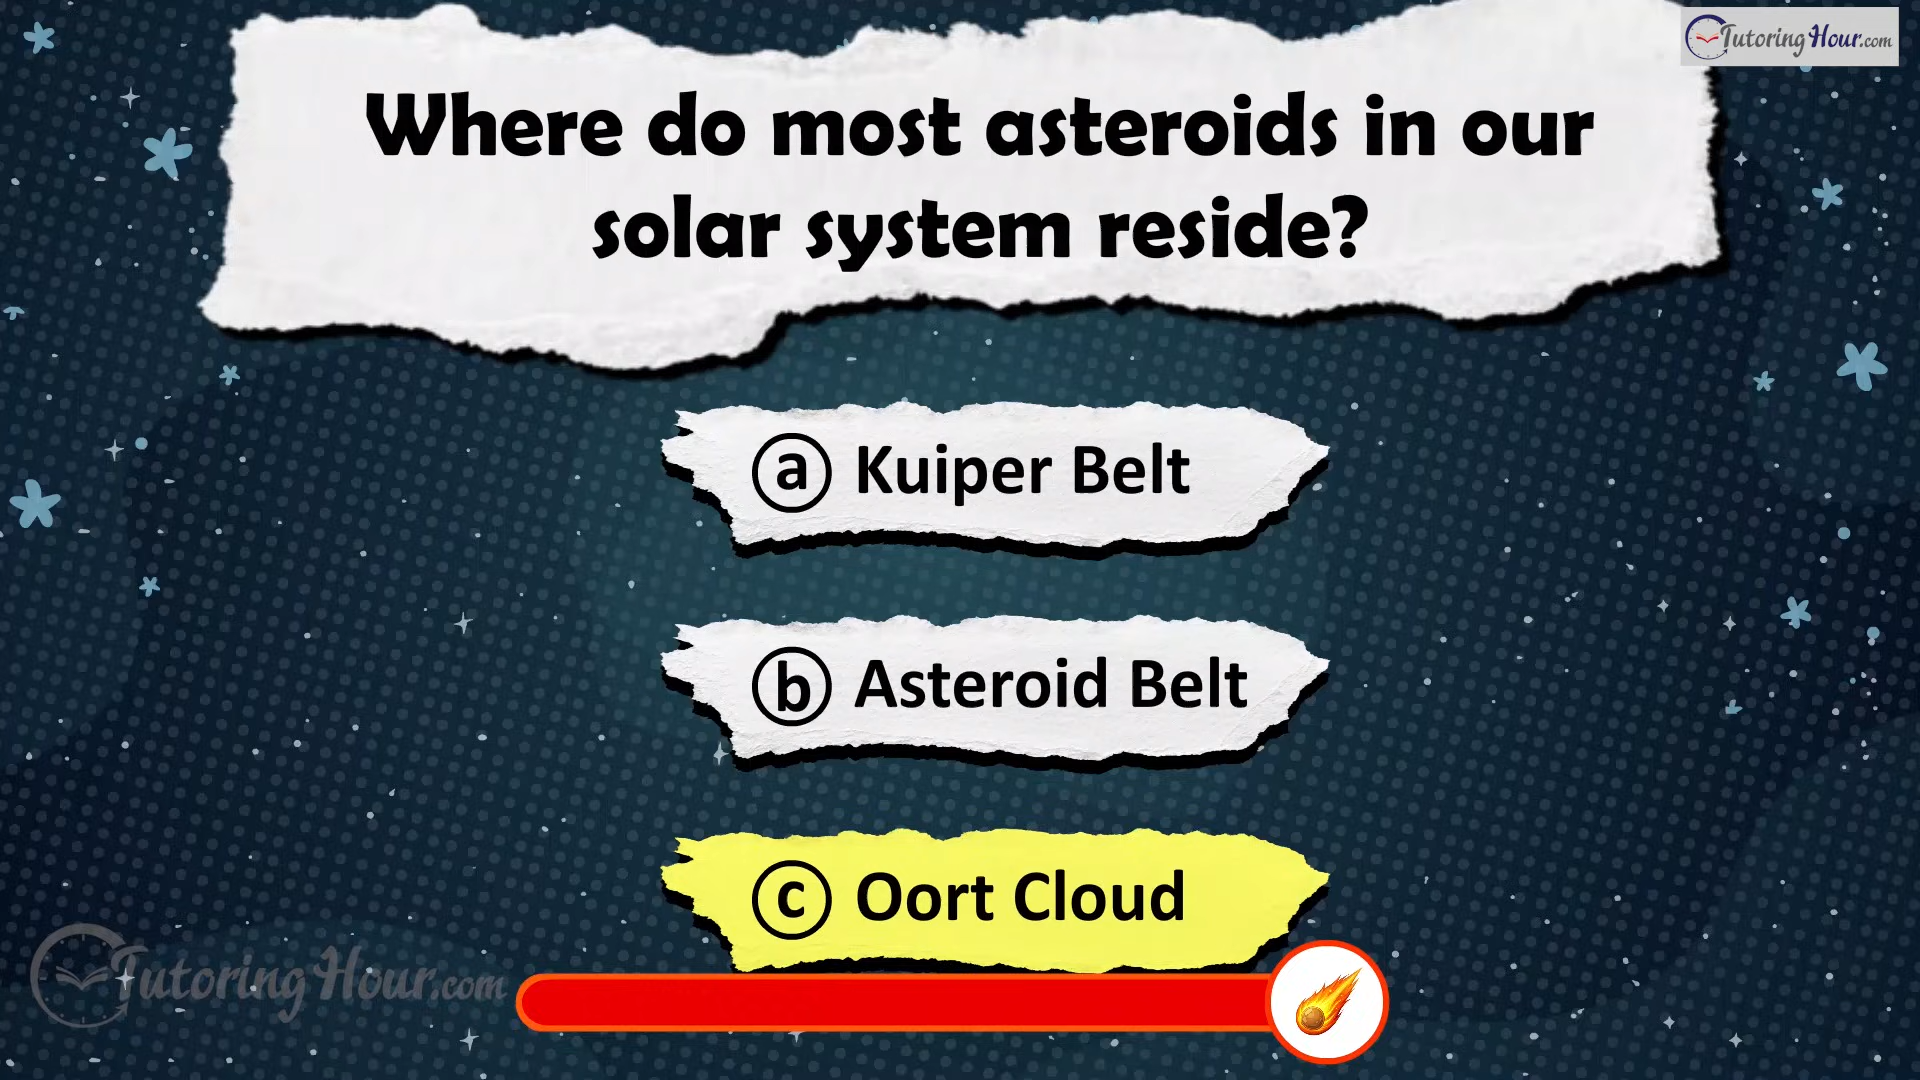 TutoringHour.com
Where do most asteroids in our
solar system reside?
a Kuiper Belt
b Asteroid Belt
c Oort Cloud
TutoringHour.com